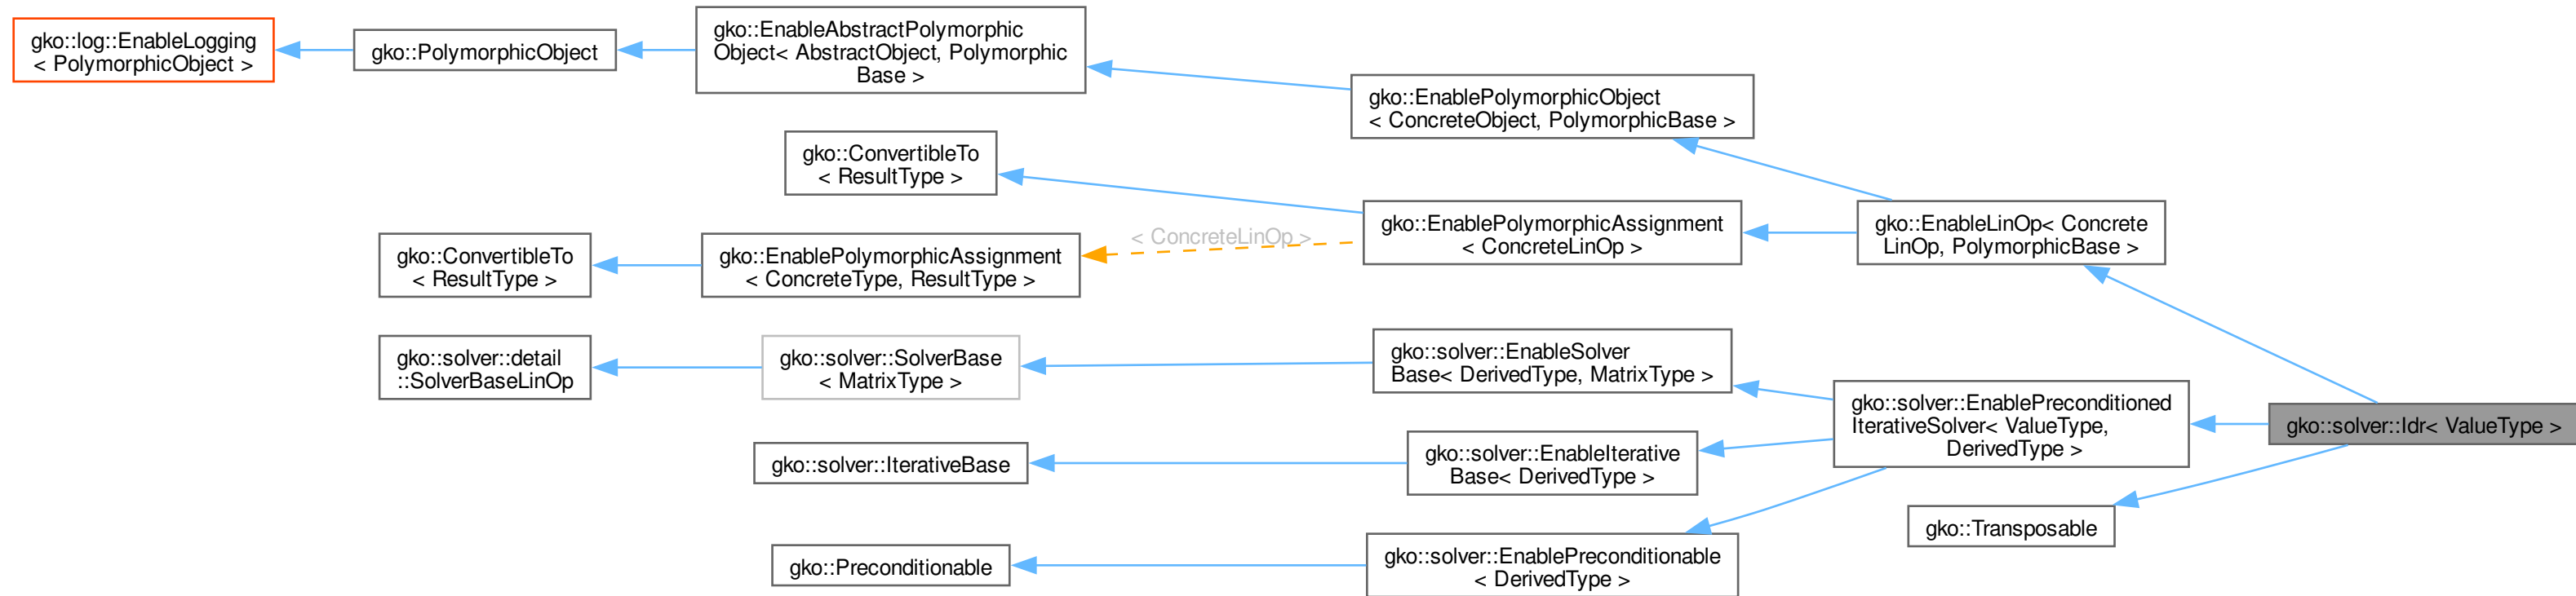 gko::log::EnableLogging
< PolymorphicObject >
gko::PolymorphicObject
gko::EnableAbstractPolymorphic
Object< AbstractObject, Polymorphic
Base >
gko::EnablePolymorphicObject
< ConcreteObject, PolymorphicBase >
gko::ConvertibleTo
< ResultType >
gko::EnablePolymorphicAssignment
< ConcreteLinOp >
gko::EnableLinOp< Concrete
LinOp, PolymorphicBase >
< ConcreteLinOp >
gko::ConvertibleTo
< ResultType >
gko::EnablePolymorphicAssignment
< ConcreteType, ResultType >
gko::solver::detail
::SolverBaseLinOp
gko::solver::SolverBase
< MatrixType >
gko::solver::EnableSolver
Base< DerivedType, MatrixType >
gko::solver::EnablePreconditioned
IterativeSolver< ValueType,
DerivedType >
gko::solver::Idr< ValueType >
gko::solver::IterativeBase
gko::solver::EnableIterative
Base< DerivedType >
gko::Transposable
gko::Preconditionable
gko::solver::EnablePreconditionable
< DerivedType >